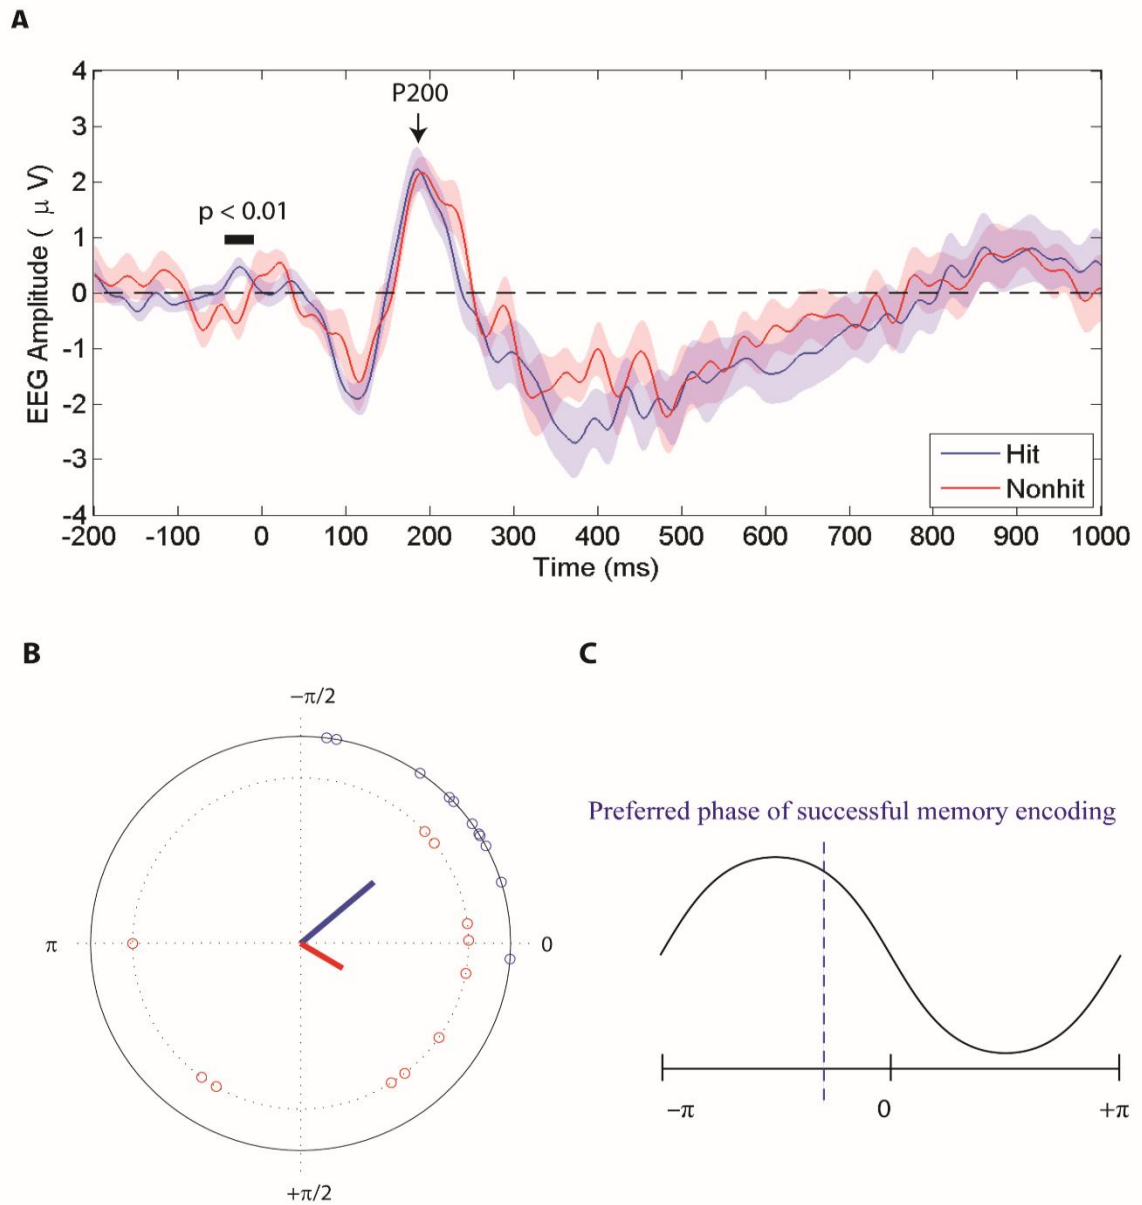 A
4
3
2
1
0
-1
-2
-3
-4
EEG Amplitude ( μ V)
P200
p < 0.01
Hit
Nonhit
-200 -100 0 100 200 300 400 500 600 700 800 900 1000
Time (ms)
B
−π/2
π
0
+π/2
C
Preferred phase of successful memory encoding
−π 0 +π